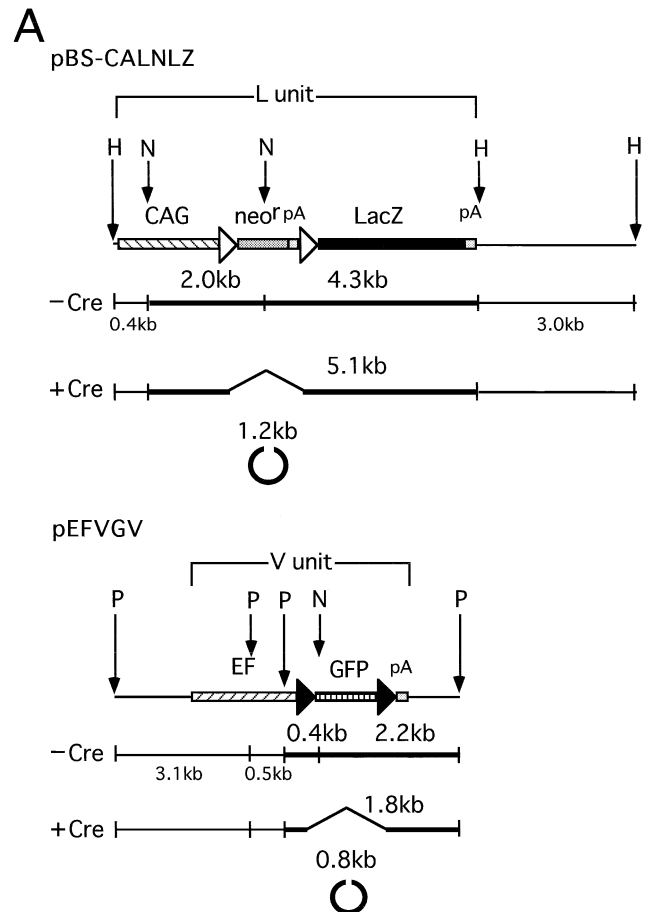 A
pBS-CALNLZ
L unit
H N N H H
CAG neoʳ pA LacZ pA
2.0kb 4.3kb
−Cre
0.4kb 3.0kb
5.1kb
+Cre
1.2kb
pEFVGV
V unit
P P P N P
EF GFP pA
0.4kb 2.2kb
−Cre
3.1kb 0.5kb
1.8kb
+Cre
0.8kb